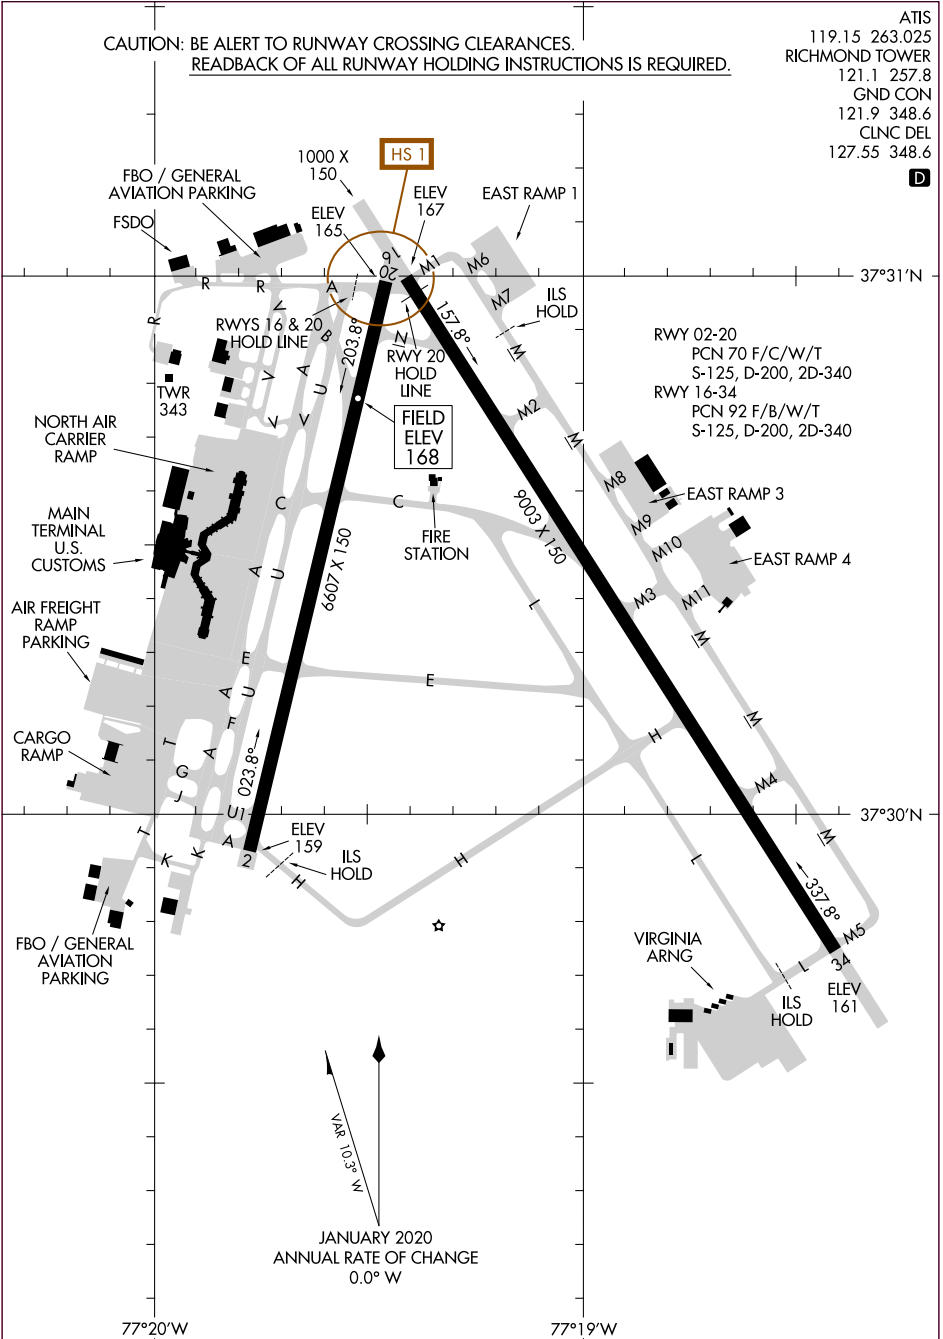 ATIS
119.15 263.025
RICHMOND TOWER
121.1 257.8
GND CON
121.9 348.6
CLNC DEL
127.55 348.6
D
CAUTION: BE ALERT TO RUNWAY CROSSING CLEARANCES.
READBACK OF ALL RUNWAY HOLDING INSTRUCTIONS IS REQUIRED.
HS 1
1000 X
150
FBO / GENERAL
AVIATION PARKING
ELEV
167
EAST RAMP 1
FSDO
ELEV
165
16
20
M1
M6
37°31'N
R
R
A
M7
ILS
HOLD
R
V
B
203.8°
N
157.8°
RWYS 16 & 20
HOLD LINE
RWY 20
HOLD
LINE
M
RWY 02-20
PCN 70 F/C/W/T
S-125, D-200, 2D-340
RWY 16-34
PCN 92 F/B/W/T
S-125, D-200, 2D-340
TWR
343
V
A
U
V
V
M2
FIELD
ELEV
168
M
NORTH AIR
CARRIER
RAMP
M8
EAST RAMP 3
C
C
MAIN
TERMINAL
U.S.
CUSTOMS
FIRE
STATION
9003 X 150
M9
M10
EAST RAMP 4
6607 X 150
A
U
L
M3
M11
AIR FREIGHT
RAMP
PARKING
M
E
E
A
U
F
M
H
CARGO
RAMP
T
A
G
023.8°
M4
J
U1
37°30'N
T
K
K
A
2
ELEV
159
ILS
HOLD
H
H
L
M
337.8°
FBO / GENERAL
AVIATION
PARKING
VIRGINIA
ARNG
M5
L
34
ILS
HOLD
ELEV
161
VAR 10.3° W
JANUARY 2020
ANNUAL RATE OF CHANGE
0.0° W
77°20'W
77°19'W